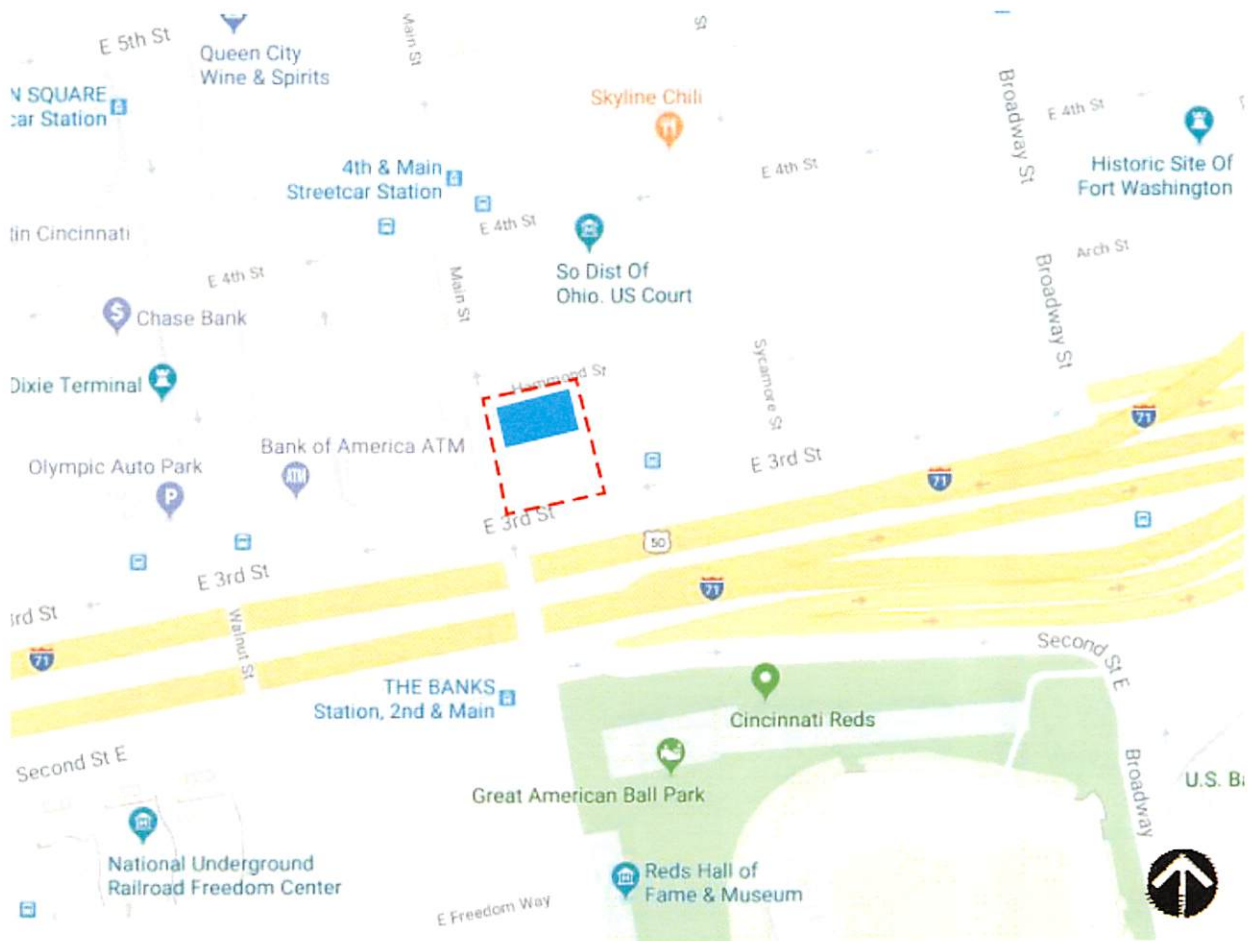 E 5th St
Queen City
Wine & Spirits
Main St
St
N SQUARE
car Station
Skyline Chili
Broadway St
E 4th St
Historic Site Of
Fort Washington
4th & Main
Streetcar Station
E 4th St
E 4th St
tin Cincinnati
So Dist Of
Ohio. US Court
Arch St
E 4th St
Main St
Broadway St
$
Chase Bank
Dixie Terminal
Hammond St
Sycamore St
71
Bank of America ATM
ATM
Olympic Auto Park
P
E 3rd St
71
E 3rd St
50
E 3rd St
71
ird St
Walnut St
71
Second St E
THE BANKS
Station, 2nd & Main
Cincinnati Reds
Second St E
Broadway
Great American Ball Park
U.S. Ba
National Underground
Railroad Freedom Center
Reds Hall of
Fame & Museum
E Freedom Way